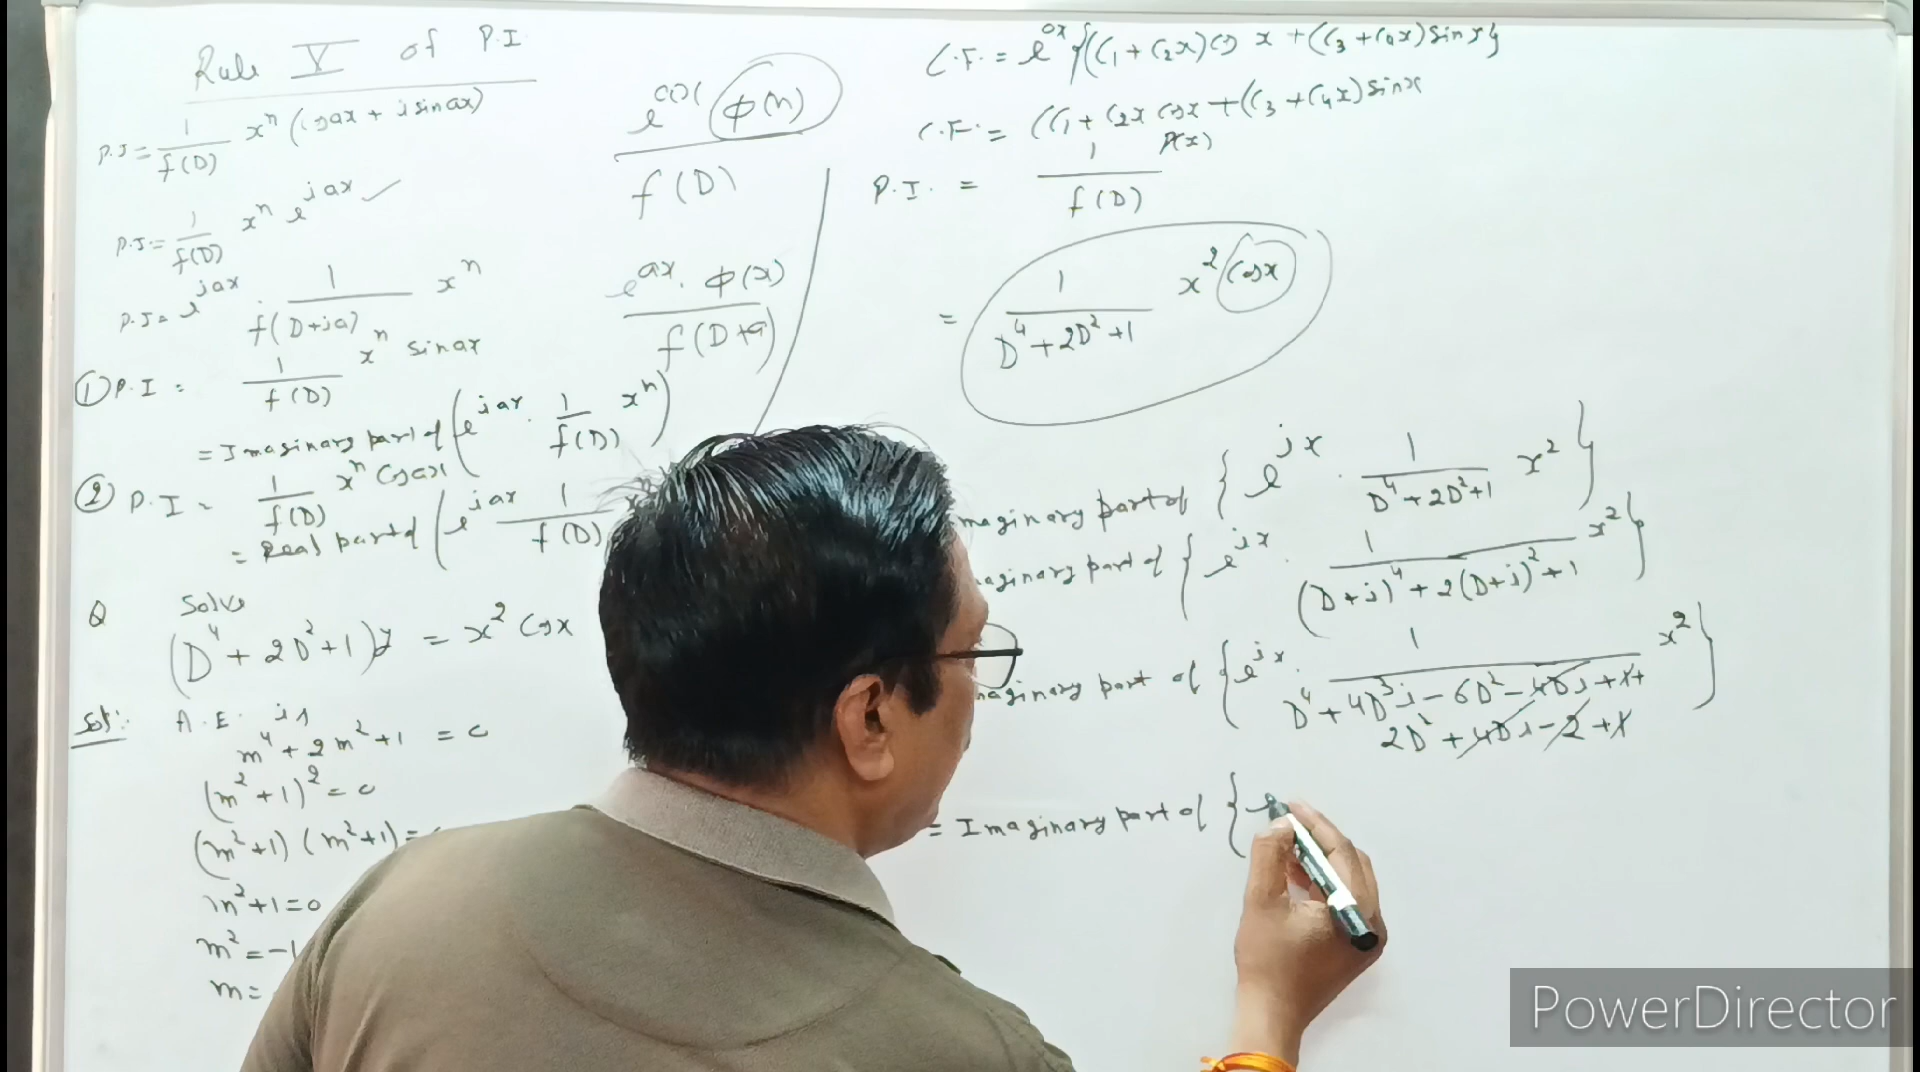 Rule V of P.I
P.I = 1/f(D) x^n (cos ax + i sin ax)
P.I. = 1/f(D) x^n e^iax ✓
P.I = e^iax 1/f(D+ia) x^n
① P.I = 1/f(D) x^n sin ax
= Imaginary part of (e^iax . 1/f(D) x^n)
② P.I = 1/f(D) x^n cos ax
= Real part of (e^iax 1/f(D)
Q Solve
(D^4 + 2D^2 + 1)y = x^2 cos x
Sol: A.E. is
m^4 + 2m^2 + 1 = 0
(m^2 + 1)^2 = 0
(m^2 + 1)(m^2 + 1) =
m^2 + 1 = 0
m^2 = -1
m =
e^ax φ(x)
f(D)
e^ax . φ(x)
f(D+a)
C.F. = e^0x {(C1 + C2x) cos x + (C3 + C4x) sin x}
C.F. = (C1 + C2x cos x + (C3 + C4x) sin x
P.I. = 1/f(D) P(x)
= 1/D^4 + 2D^2 + 1 x^2 cos x
maginary part of {e^ix . 1/D^4 + 2D^2 + 1 x^2}
aginary part of {e^ix . 1/(D+i)^4 + 2(D+i)^2 + 1 x^2}
aginary part of {e^ix . 1/D^4 + 4D^3i - 6D^2 - 4Di + 1 + x^2}
2D^2 + 4Di - 2 + 1
= Imaginary part of {e
PowerDirector